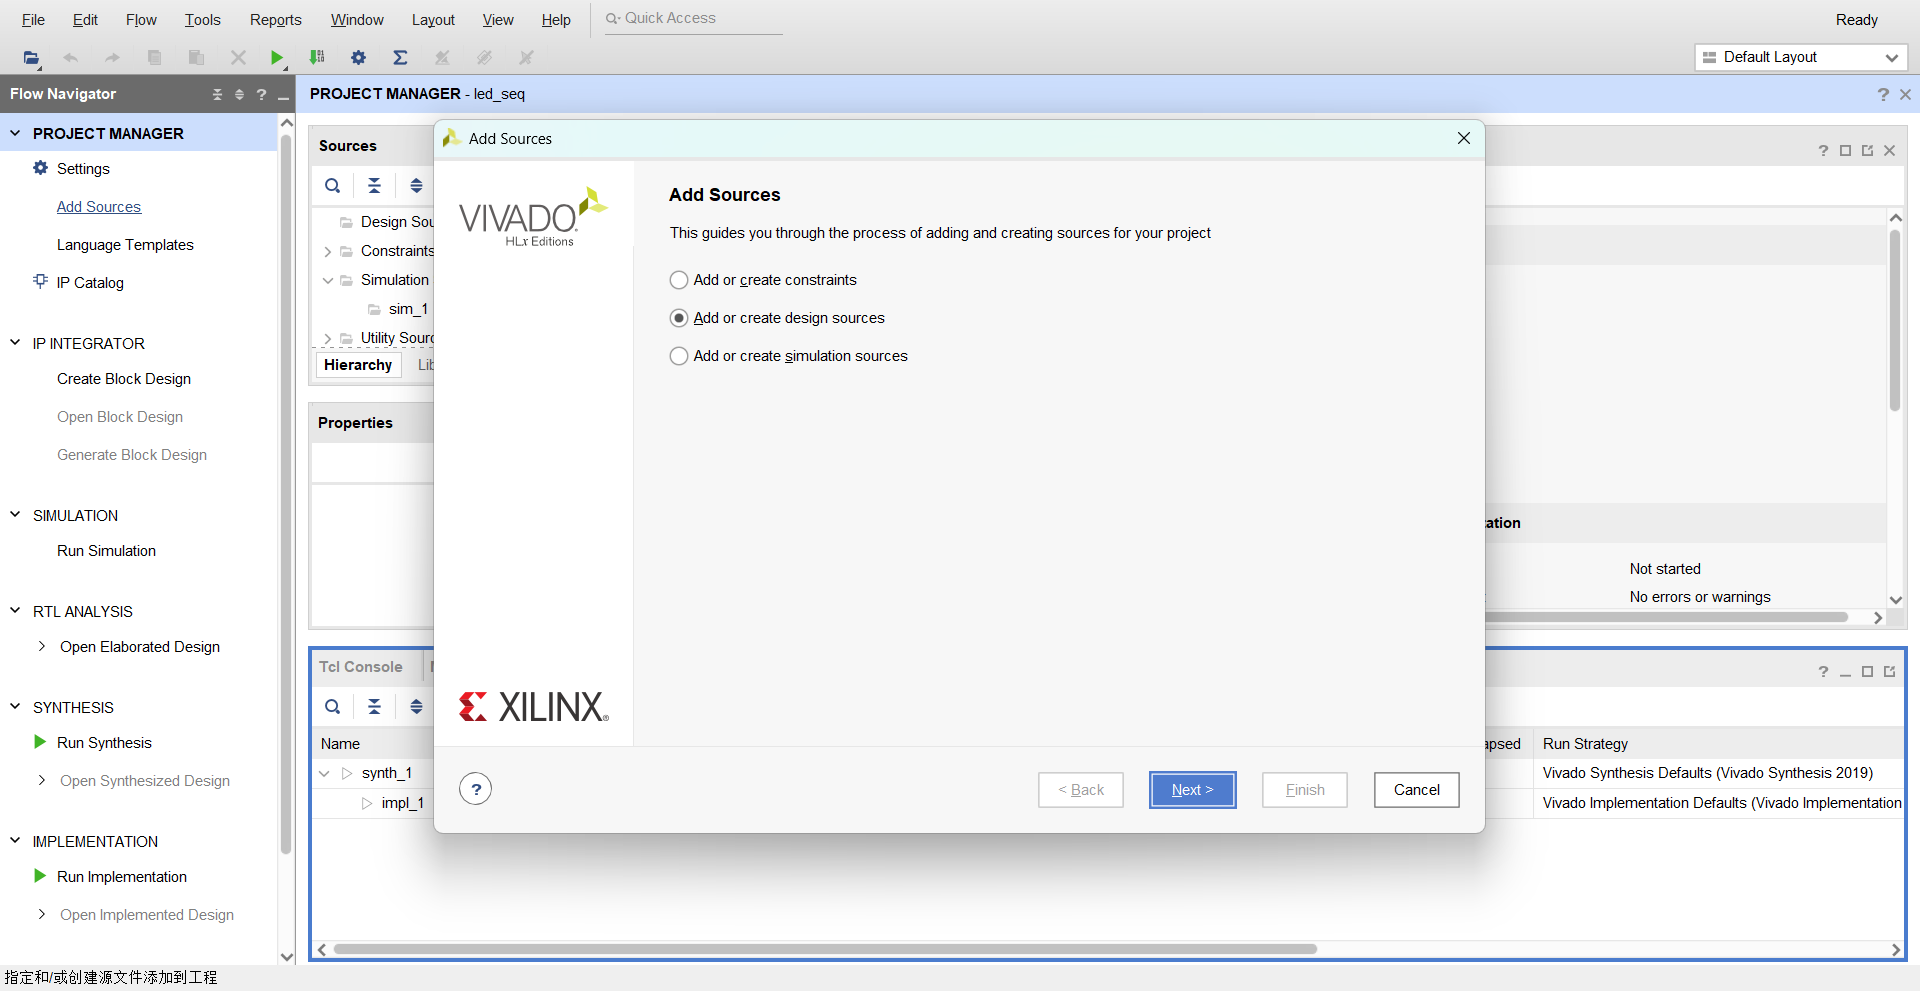 File Edit Flow Tools Reports Window Layout View Help Quick Access Ready
Default Layout
Flow Navigator
PROJECT MANAGER - led_seq
PROJECT MANAGER
Settings
Add Sources
Language Templates
IP Catalog
IP INTEGRATOR
Create Block Design
Open Block Design
Generate Block Design
SIMULATION
Run Simulation
RTL ANALYSIS
Open Elaborated Design
SYNTHESIS
Run Synthesis
Open Synthesized Design
IMPLEMENTATION
Run Implementation
Open Implemented Design
Sources
Design Sou
Constraints
Simulation
sim_1
Utility Sourc
Hierarchy Lib
Properties
Add Sources
VIVADO
HLx Editions
XILINX
Add Sources
This guides you through the process of adding and creating sources for your project
Add or create constraints
Add or create design sources
Add or create simulation sources
? < Back Next > Finish Cancel
tation
Not started
No errors or warnings
Tcl Console
Name apsed Run Strategy
synth_1 Vivado Synthesis Defaults (Vivado Synthesis 2019)
impl_1 Vivado Implementation Defaults (Vivado Implementation
指定和/或创建源文件添加到工程